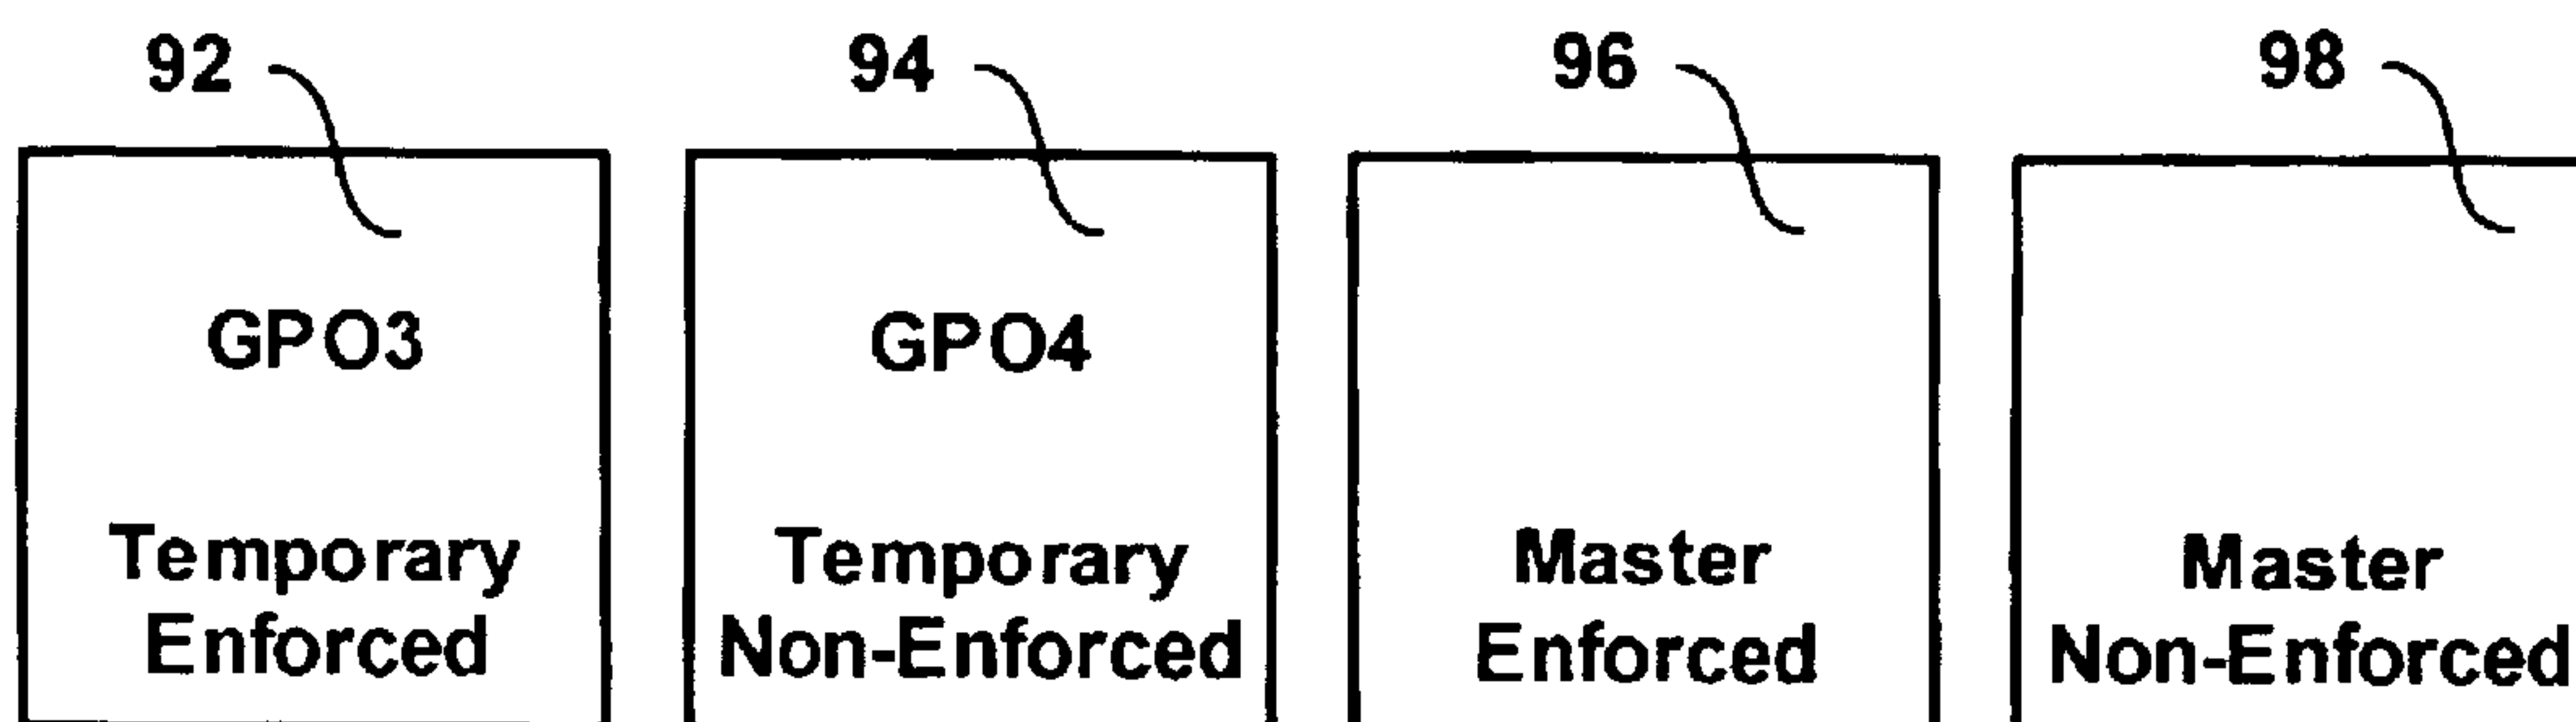 92 94 96 98
GPO3 GPO4
Temporary Temporary Master Master
Enforced Non-Enforced Enforced Non-Enforced